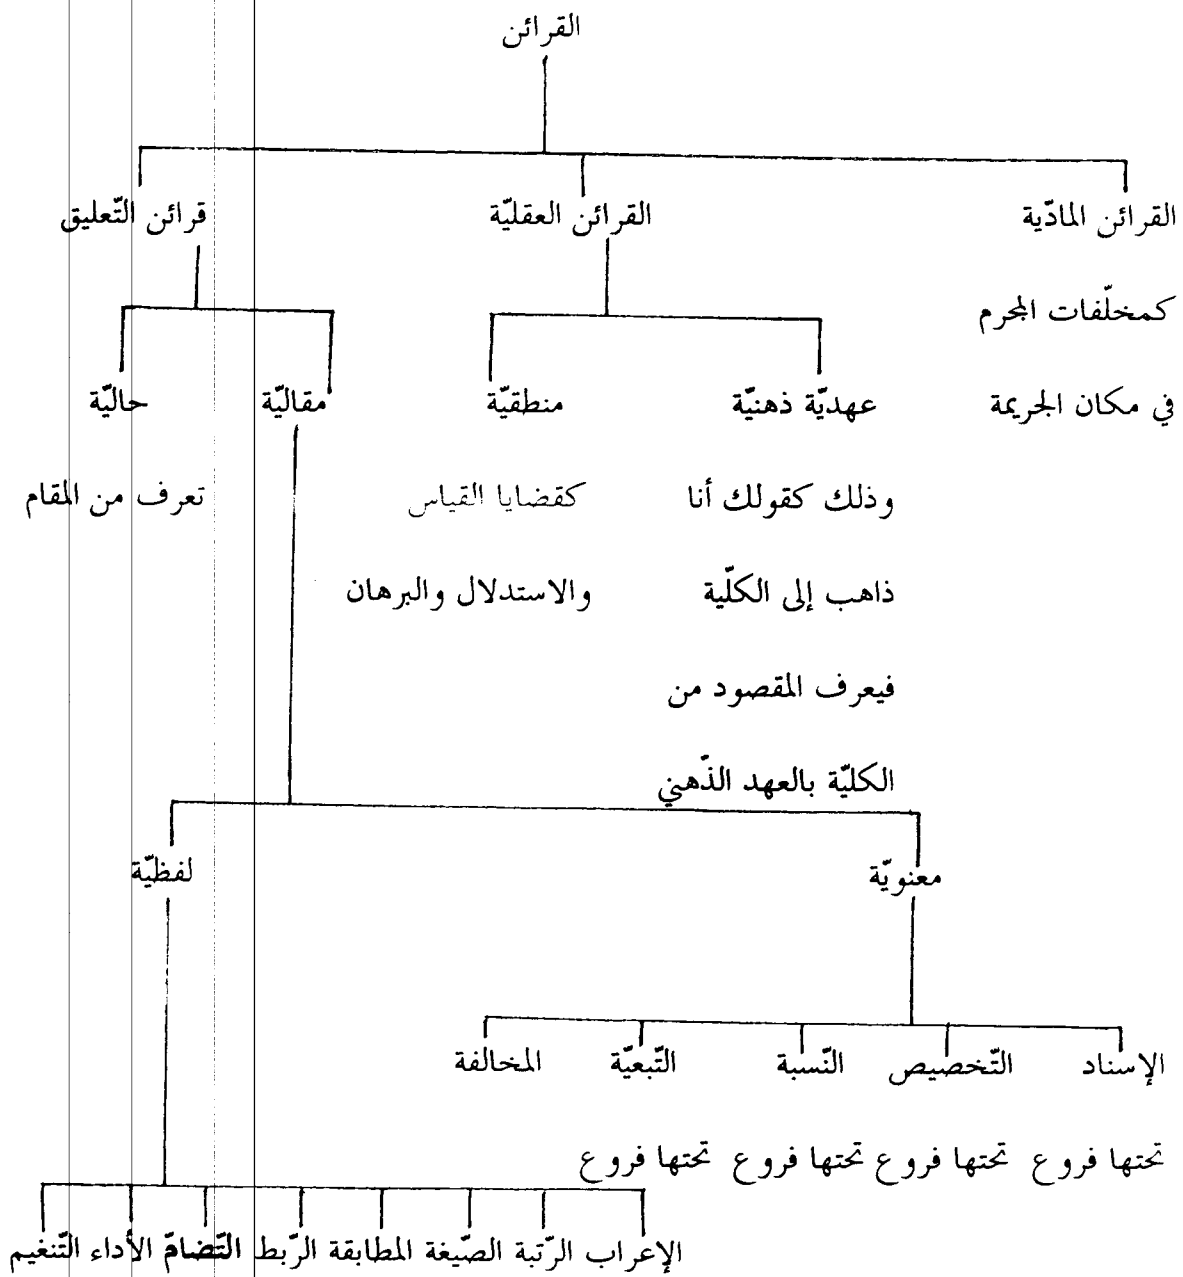 القرائن
القرائن المادّية القرائن العقليّة قرائن التّعليق
كمخلّفات المجرم
في مكان الجريمة عهديّة ذهنيّة منطقيّة مقاليّة حاليّة
وذلك كقولك أنا كقضايا القياس تعرف من المقام
ذاهب إلى الكلّية والاستدلال والبرهان
فيعرف المقصود من
الكليّة بالعهد الذّهني
معنويّة لفظيّة
الإسناد التّخصيص النّسبة التّبعيّة المخالفة
تحتها فروع تحتها فروع تحتها فروع تحتها فروع
الإعراب الرّتبة الصّيغة المطابقة الرّبط التّضامّ الأداء التّنغيم